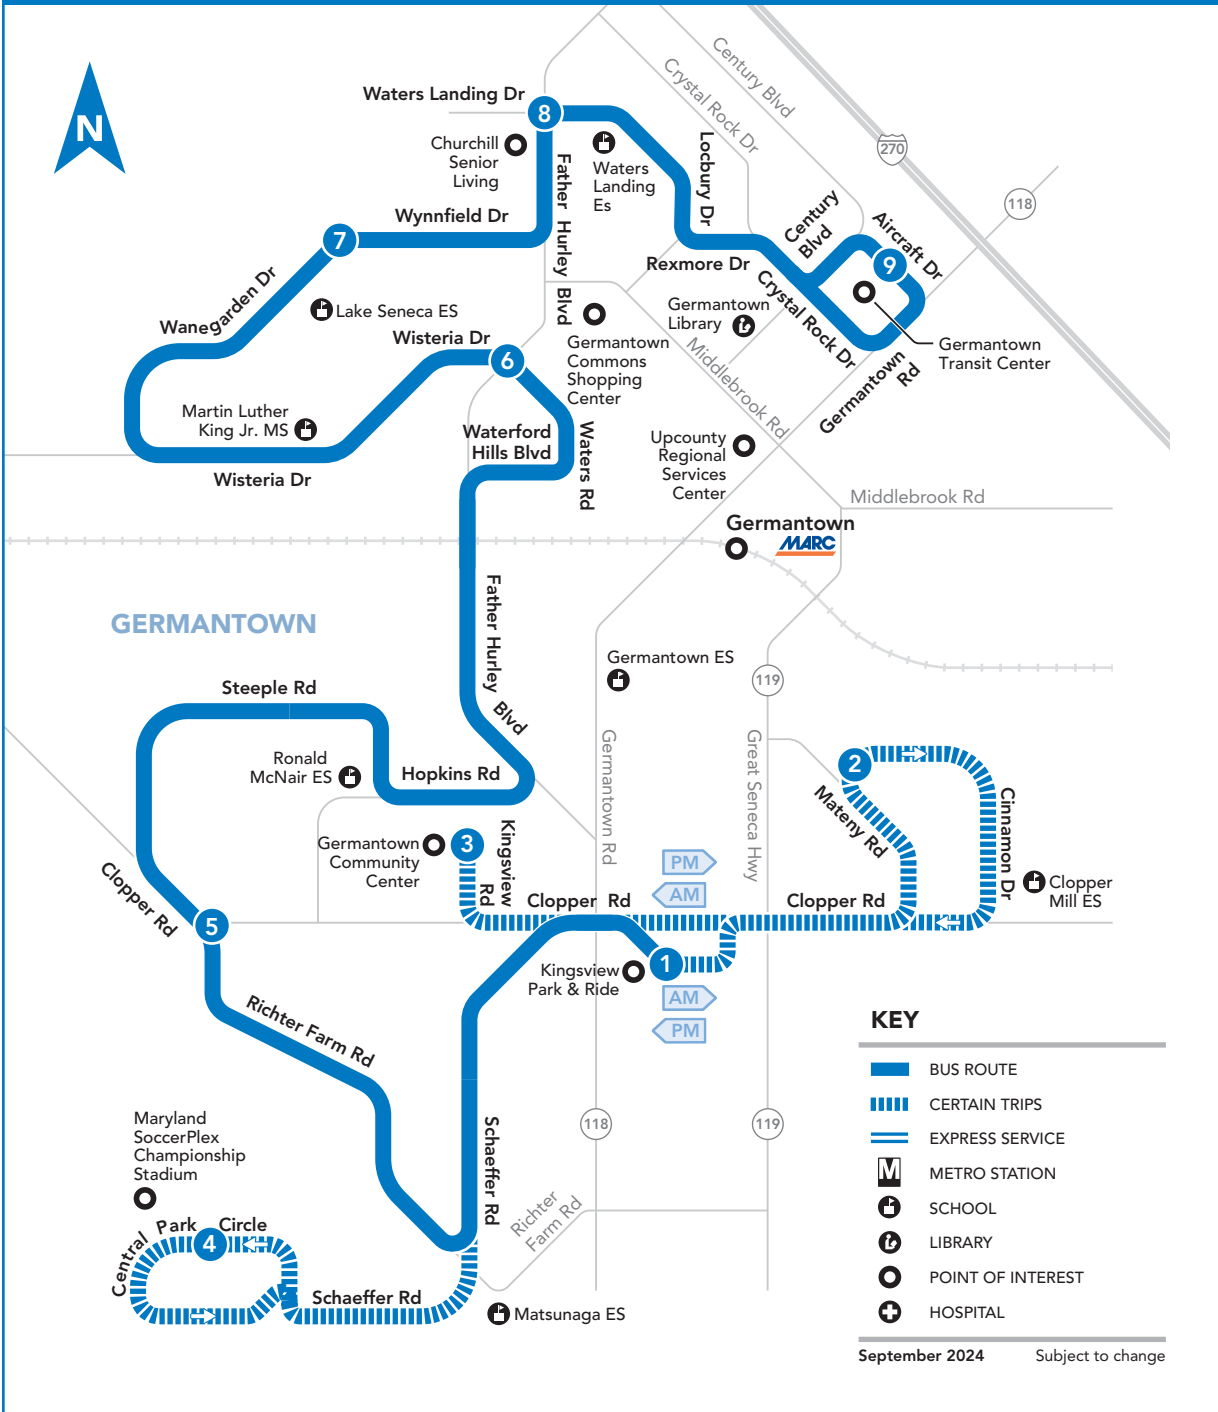 N
Century Blvd
Crystal Rock Dr
270
118
Waters Landing Dr
8
Churchill
Senior
Living
Waters
Landing
Es
Locbury Dr
Father Hurley Blvd
Wynnfield Dr
7
Century
Blvd
Aircraft Dr
9
Rexmore Dr
Crystal Rock Dr
Germantown
Library
Germantown
Transit Center
Germantown
Rd
Wanegarden Dr
Lake Seneca ES
Wisteria Dr
6
Germantown
Commons
Shopping
Center
Middlebrook Rd
Martin Luther
King Jr. MS
Wisteria Dr
Waterford
Hills Blvd
Waters Rd
Upcounty
Regional
Services
Center
Middlebrook Rd
Germantown
MARC
GERMANTOWN
Father Hurley
Blvd
Germantown ES
119
Steeple Rd
Ronald
McNair ES
Hopkins Rd
Germantown Rd
Great Seneca Hwy
2
Mateny Rd
Cinnamon Dr
Germantown
Community
Center
3
Kingsview
Rd
PM
AM
Clopper
Mill ES
Clopper Rd
Clopper Rd
Clopper Rd
5
Kingsview
Park & Ride
1
AM
PM
Richter Farm Rd
Schaeffer Rd
118
119
Richter
Farm Rd
Maryland
SoccerPlex
Championship
Stadium
Central Park Circle
4
Schaeffer Rd
Matsunaga ES
KEY
BUS ROUTE
CERTAIN TRIPS
EXPRESS SERVICE
M METRO STATION
SCHOOL
LIBRARY
POINT OF INTEREST
HOSPITAL
September 2024 Subject to change